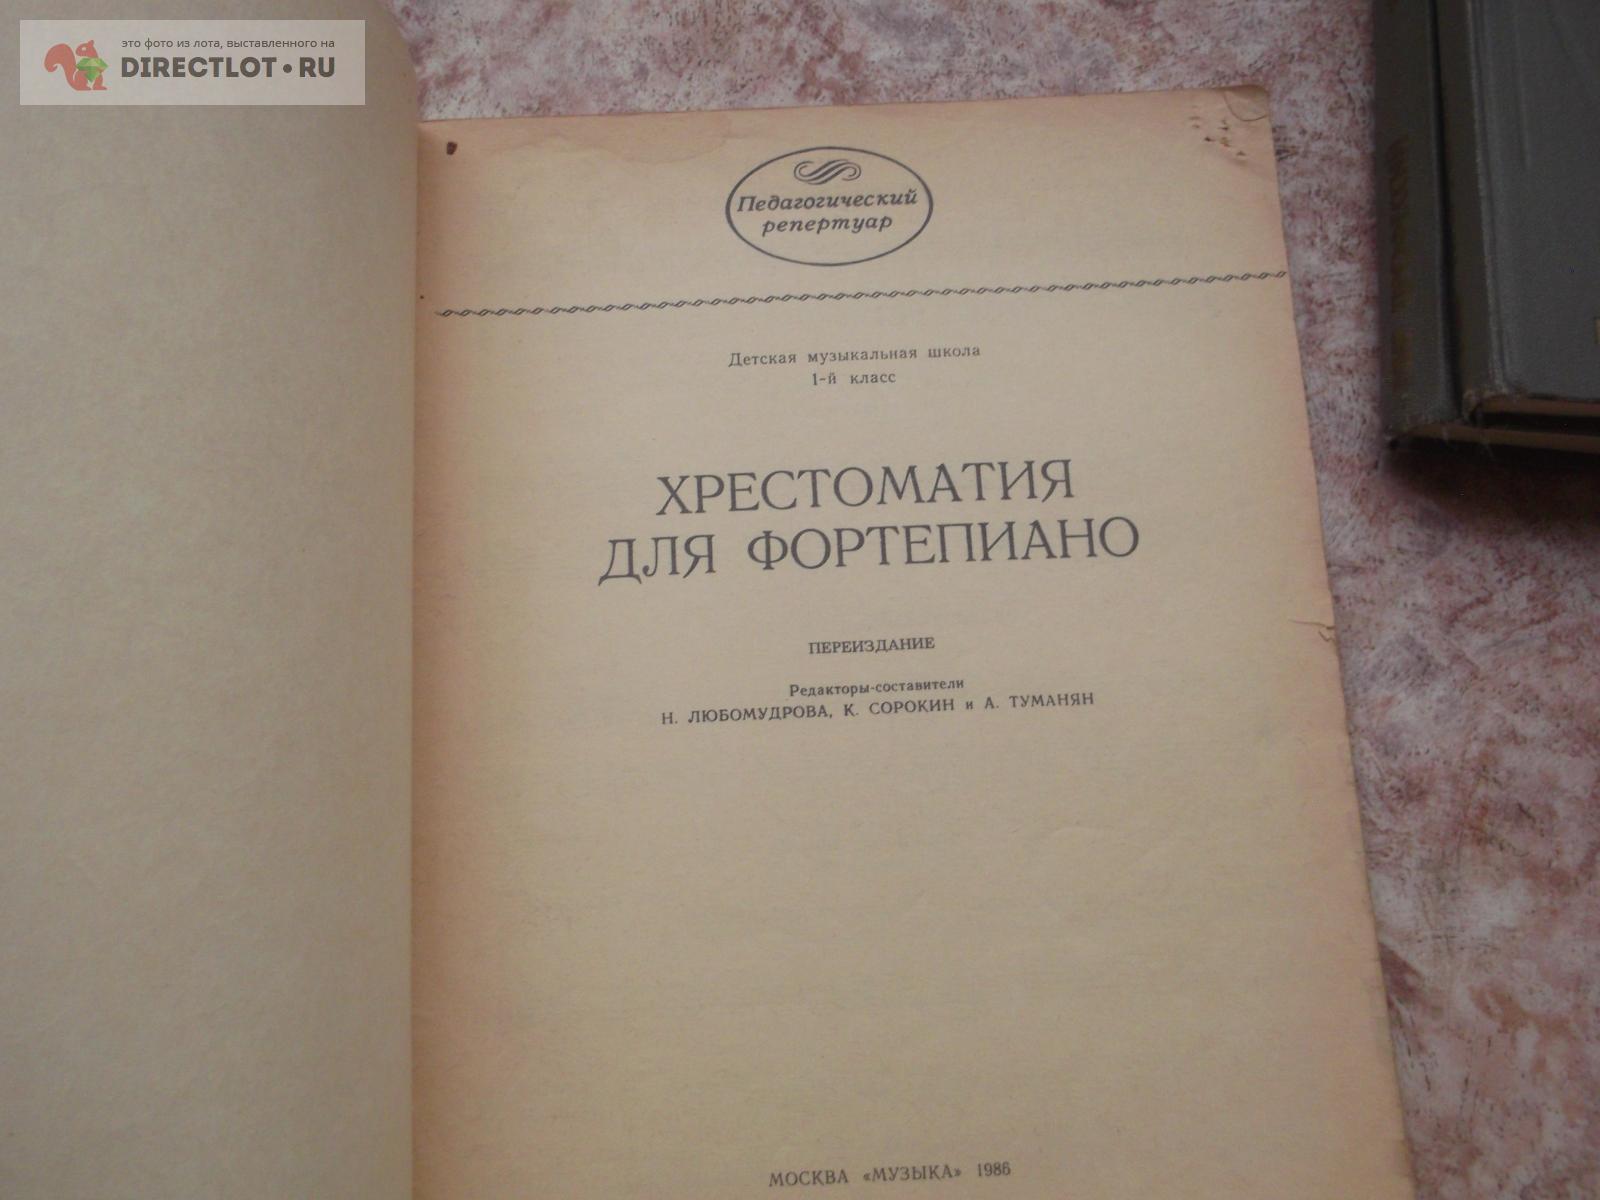 это фото из лота, выставленного на
DIRECTLOT•RU
Педагогический
репертуар
Детская музыкальная школа
1-й класс
ХРЕСТОМАТИЯ
ДЛЯ ФОРТЕПИАНО
ПЕРЕИЗДАНИЕ
Редакторы-составители
Н. ЛЮБОМУДРОВА, К. СОРОКИН и А. ТУМАНЯН
МОСКВА «МУЗЫКА» 1986